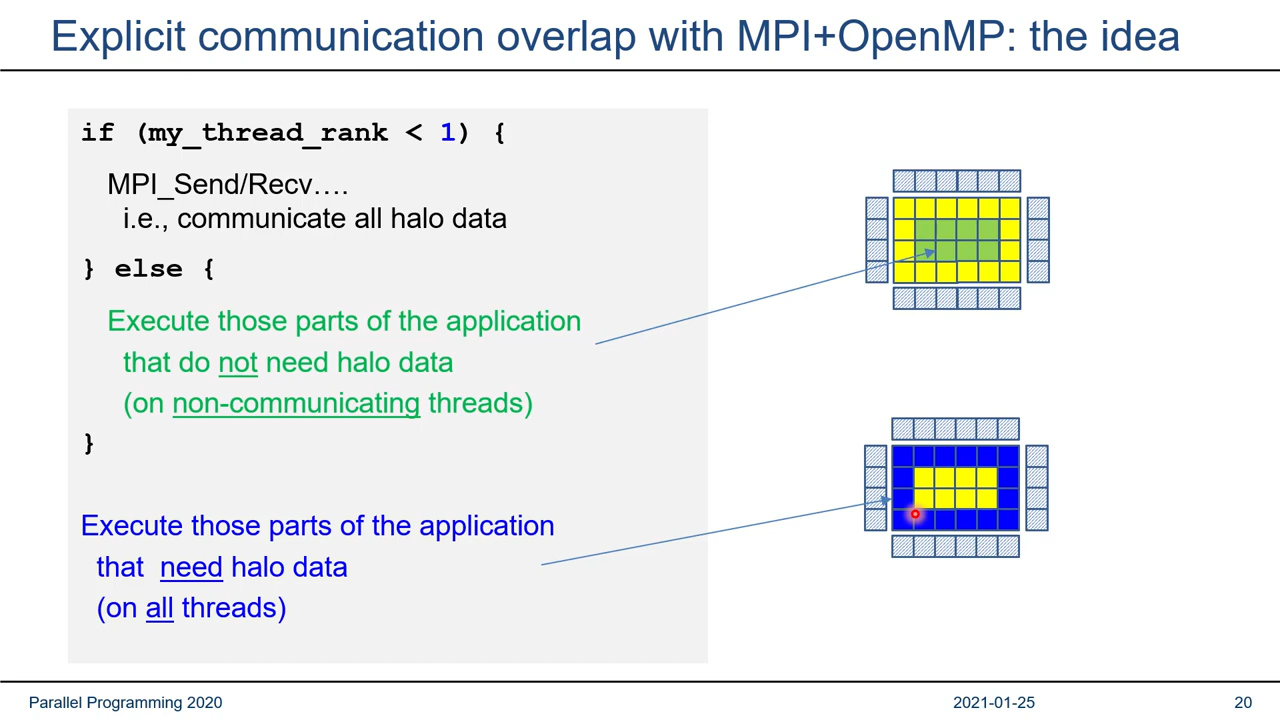 Explicit communication overlap with MPI+OpenMP: the idea
if (my_thread_rank < 1) {
MPI_Send/Recv….
i.e., communicate all halo data
} else {
Execute those parts of the application
that do not need halo data
(on non-communicating threads)
}
Execute those parts of the application
that need halo data
(on all threads)
Parallel Programming 2020
2021-01-25
20